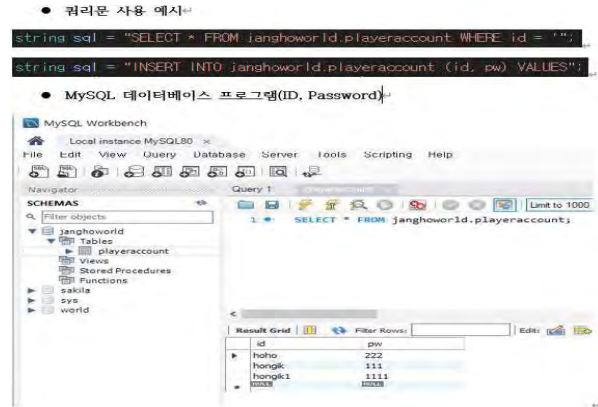 ● 쿼리문 사용 예시
string sql = "SELECT * FROM janghoworld.playeraccount WHERE id = '";
string sql = "INSERT INTO janghoworld.playeraccount (id, pw) VALUES";
● MySQL 데이터베이스 프로그램(ID, Password)
MySQL Workbench
Local instance MySQL80 ×
File Edit View Query Database Server Tools Scripting Help
Navigator Query 1
SCHEMAS
Filter objects
Limit to 1000
1 SELECT * FROM janghoworld.playeraccount;
janghoworld
Tables
playeraccount
Views
Stored Procedures
Functions
sakila
sys
world
Result Grid Filter Rows: Edit:
id pw
hoho 222
hongik 111
hongik1 1111
NULL NULL